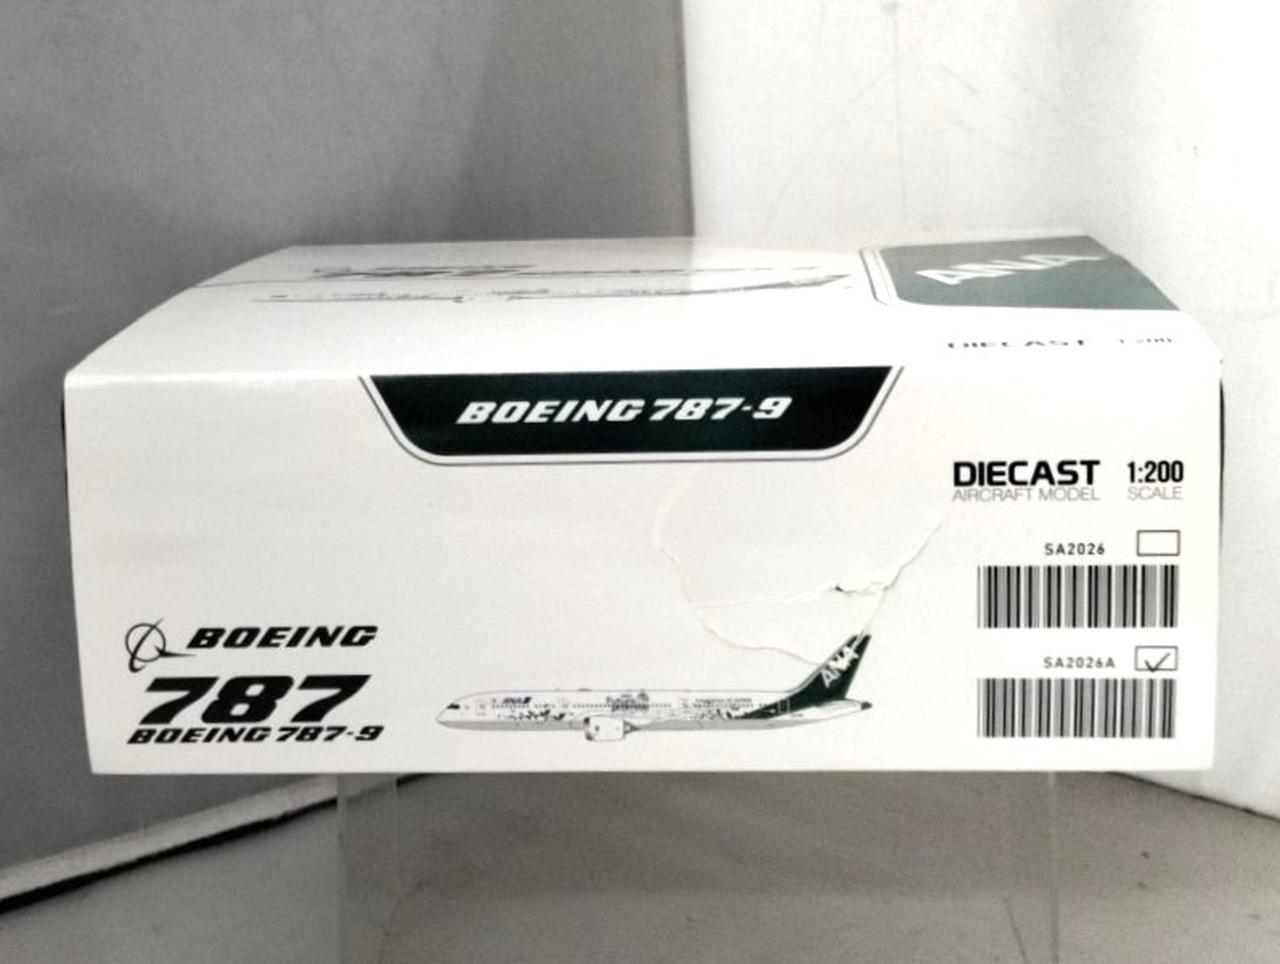 ANA
DIECAST 1:200
BOEING 787-9
DIECAST 1:200
AIRCRAFT MODEL SCALE
SA2026
SA2026A
BOEING
787
BOEING 787-9
ANA
ANA